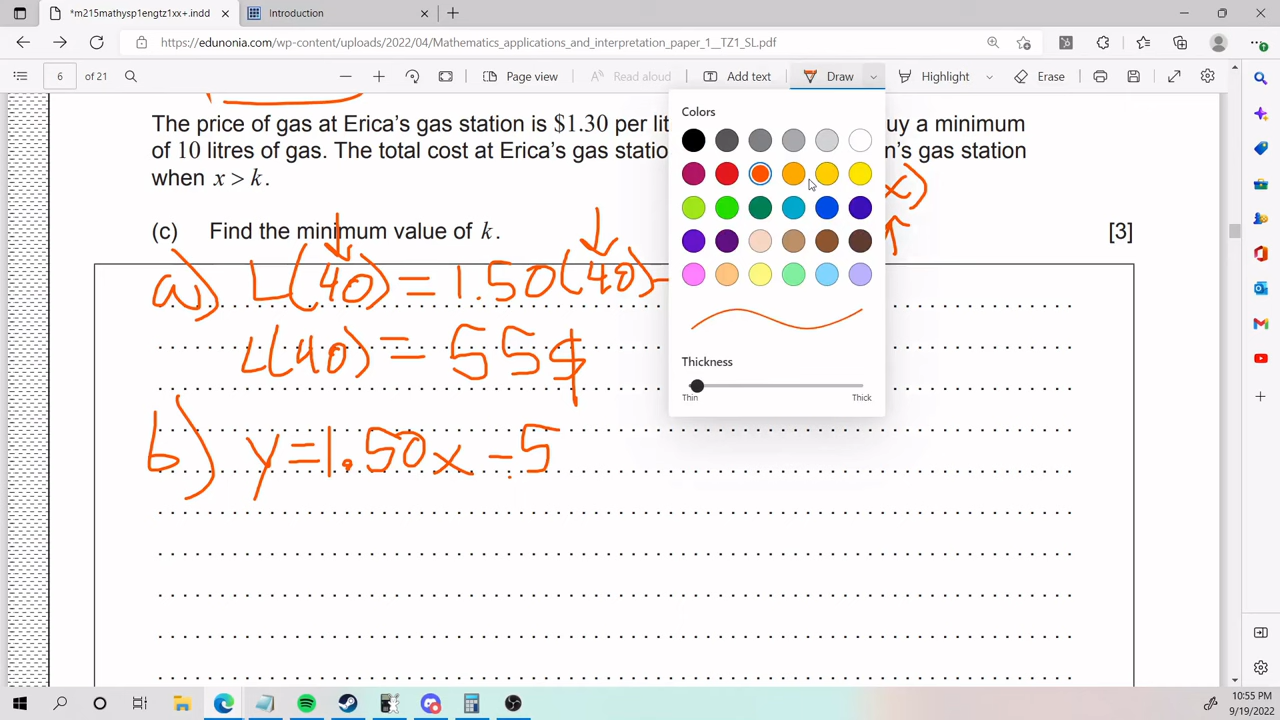 *m215mathysp1engtz1xx+.indd
Introduction
https://edunonia.com/wp-content/uploads/2022/04/Mathematics_applications_and_interpretation_paper_1__TZ1_SL.pdf
6 of 21
Page view
Read aloud
Add text
Draw
Highlight
Erase
Colors
Thickness
Thin
Thick
The price of gas at Erica's gas station is $1.30 per lit uy a minimum
of 10 litres of gas. The total cost at Erica's gas statio n's gas station
when x > k.
x)
(c) Find the minimum value of k. [3]
a) L(40) = 1.50(40) -
L(40) = 55$
b) y = 1.50x - 5
10:55 PM
9/19/2022